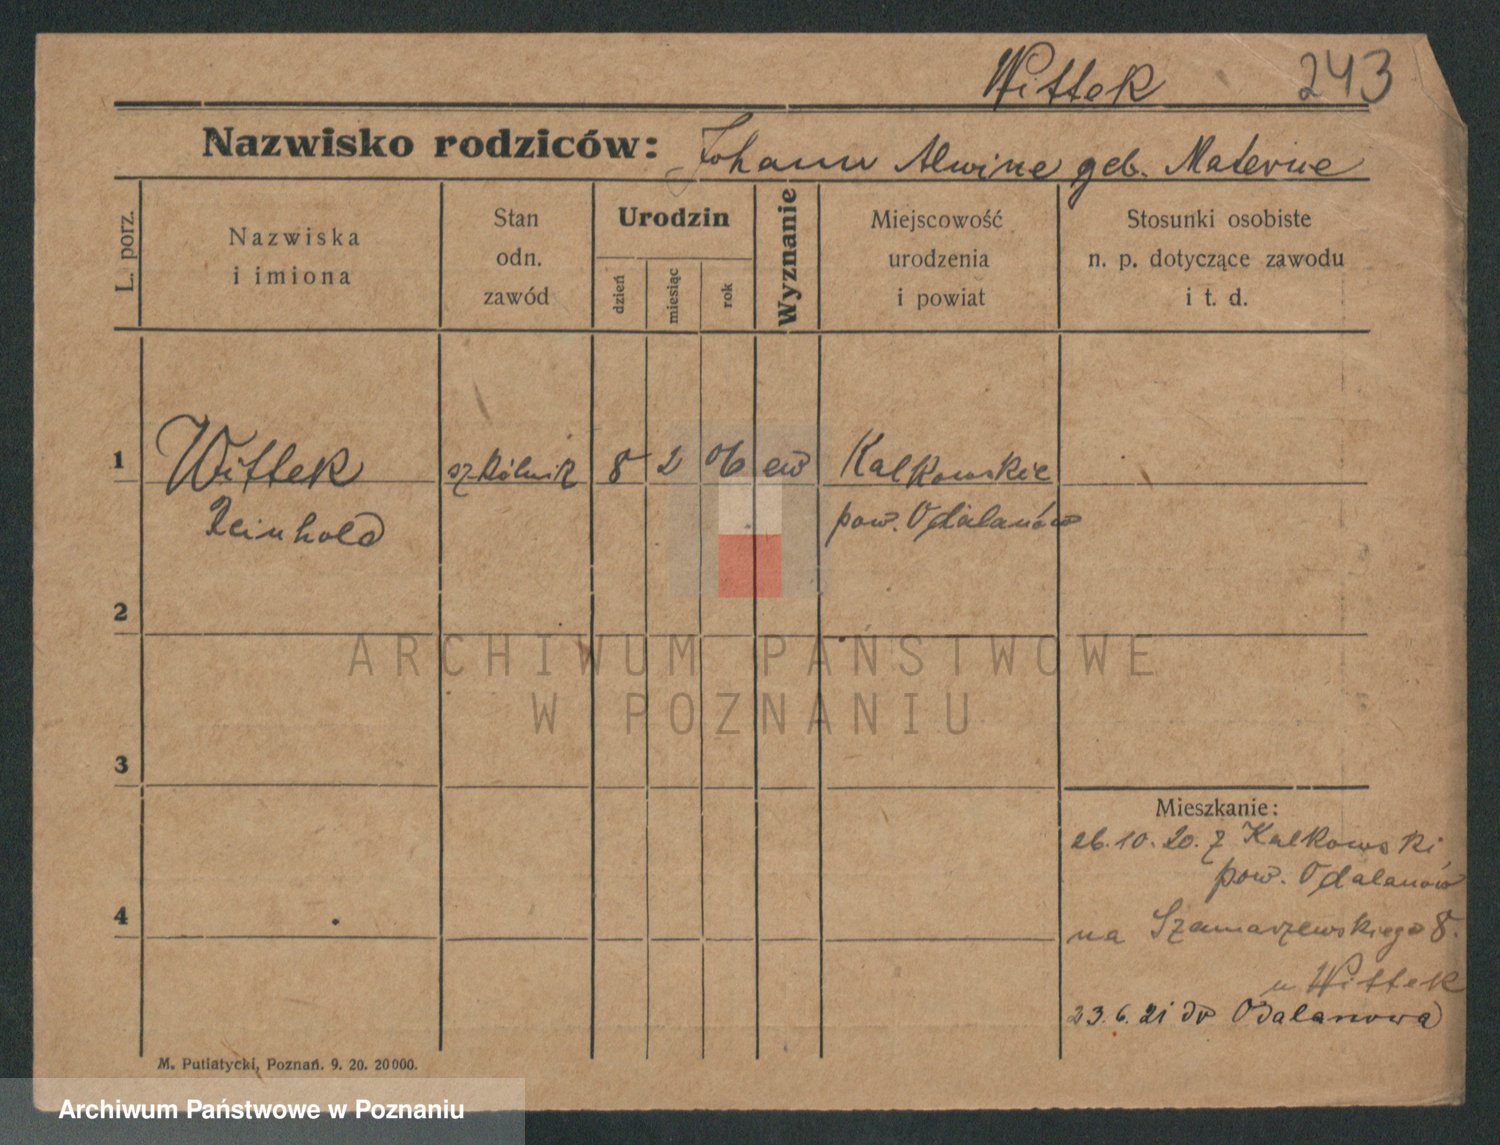 Wittek 243
Nazwisko rodziców: Johann Alwine geb. Materne
L. porz.
Nazwiska
i imiona
Stan
odn.
zawód
Urodzin
dzień
miesiąc
rok
Wyznanie
Miejscowość
urodzenia
i powiat
Stosunki osobiste
n. p. dotyczące zawodu
i t. d.
1 Wittek szkólnik 8 2 06 ew Kalkowskie
Reinhold pow. Odalanów
2
ARCHIWUM PAŃSTWOWE
W POZNANIU
3
Mieszkanie:
26.10.20. z Kalkowski
pow. Odalanów
4
na Szamarzewskiego 8.
u Wittek
23.6.21 do Odalanowa
M. Putiatycki, Poznań. 9. 20. 20000.
Archiwum Państwowe w Poznaniu